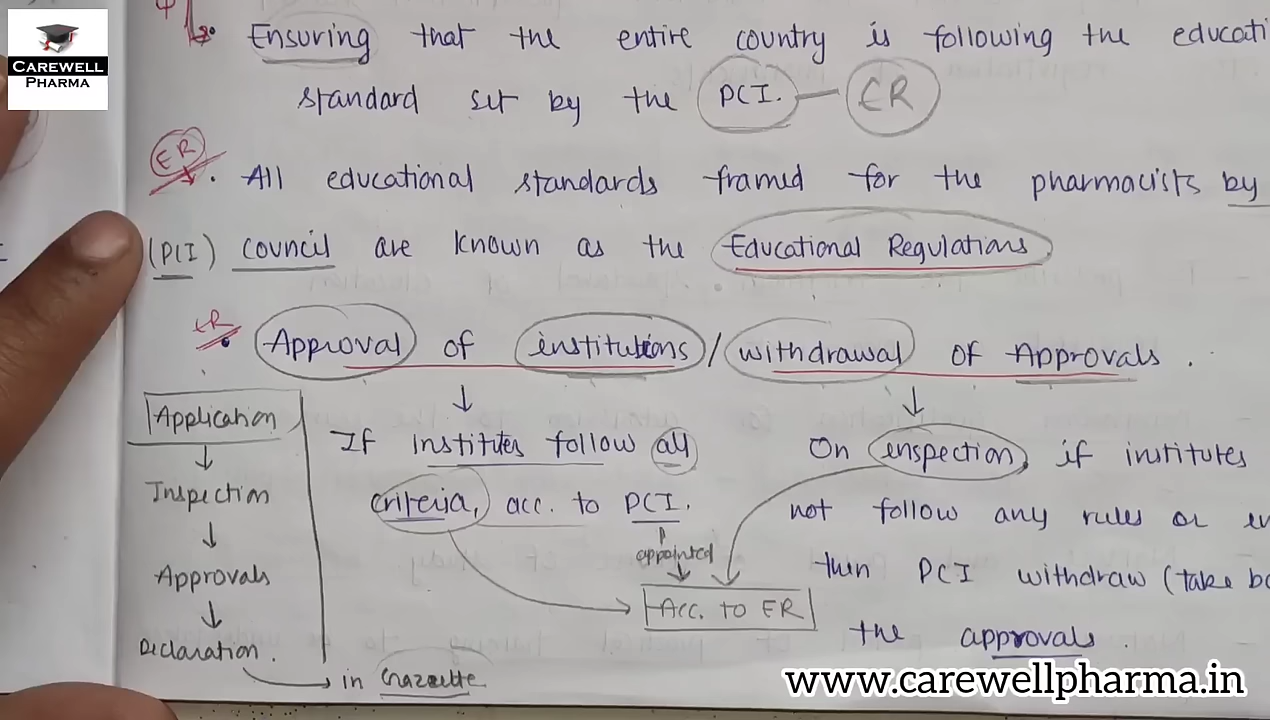 CAREWELL
PHARMA
3. Ensuring that the entire country is following the educati
standard set by the PCI. ER
ER
All educational standards framed for the pharmacists by
(PCI) council are known as the Educational Regulations
ER
Approval of institutions / withdrawal of Approvals.
Application
Inspection
Approvals
Declaration.
in Gazette
If institutes follow all
criteria, acc. to PCI.
appointed
Acc. to ER
On enspection, if institutes
not follow any rules or
then PCI withdraw (take
the approvals.
www.carewellpharma.in